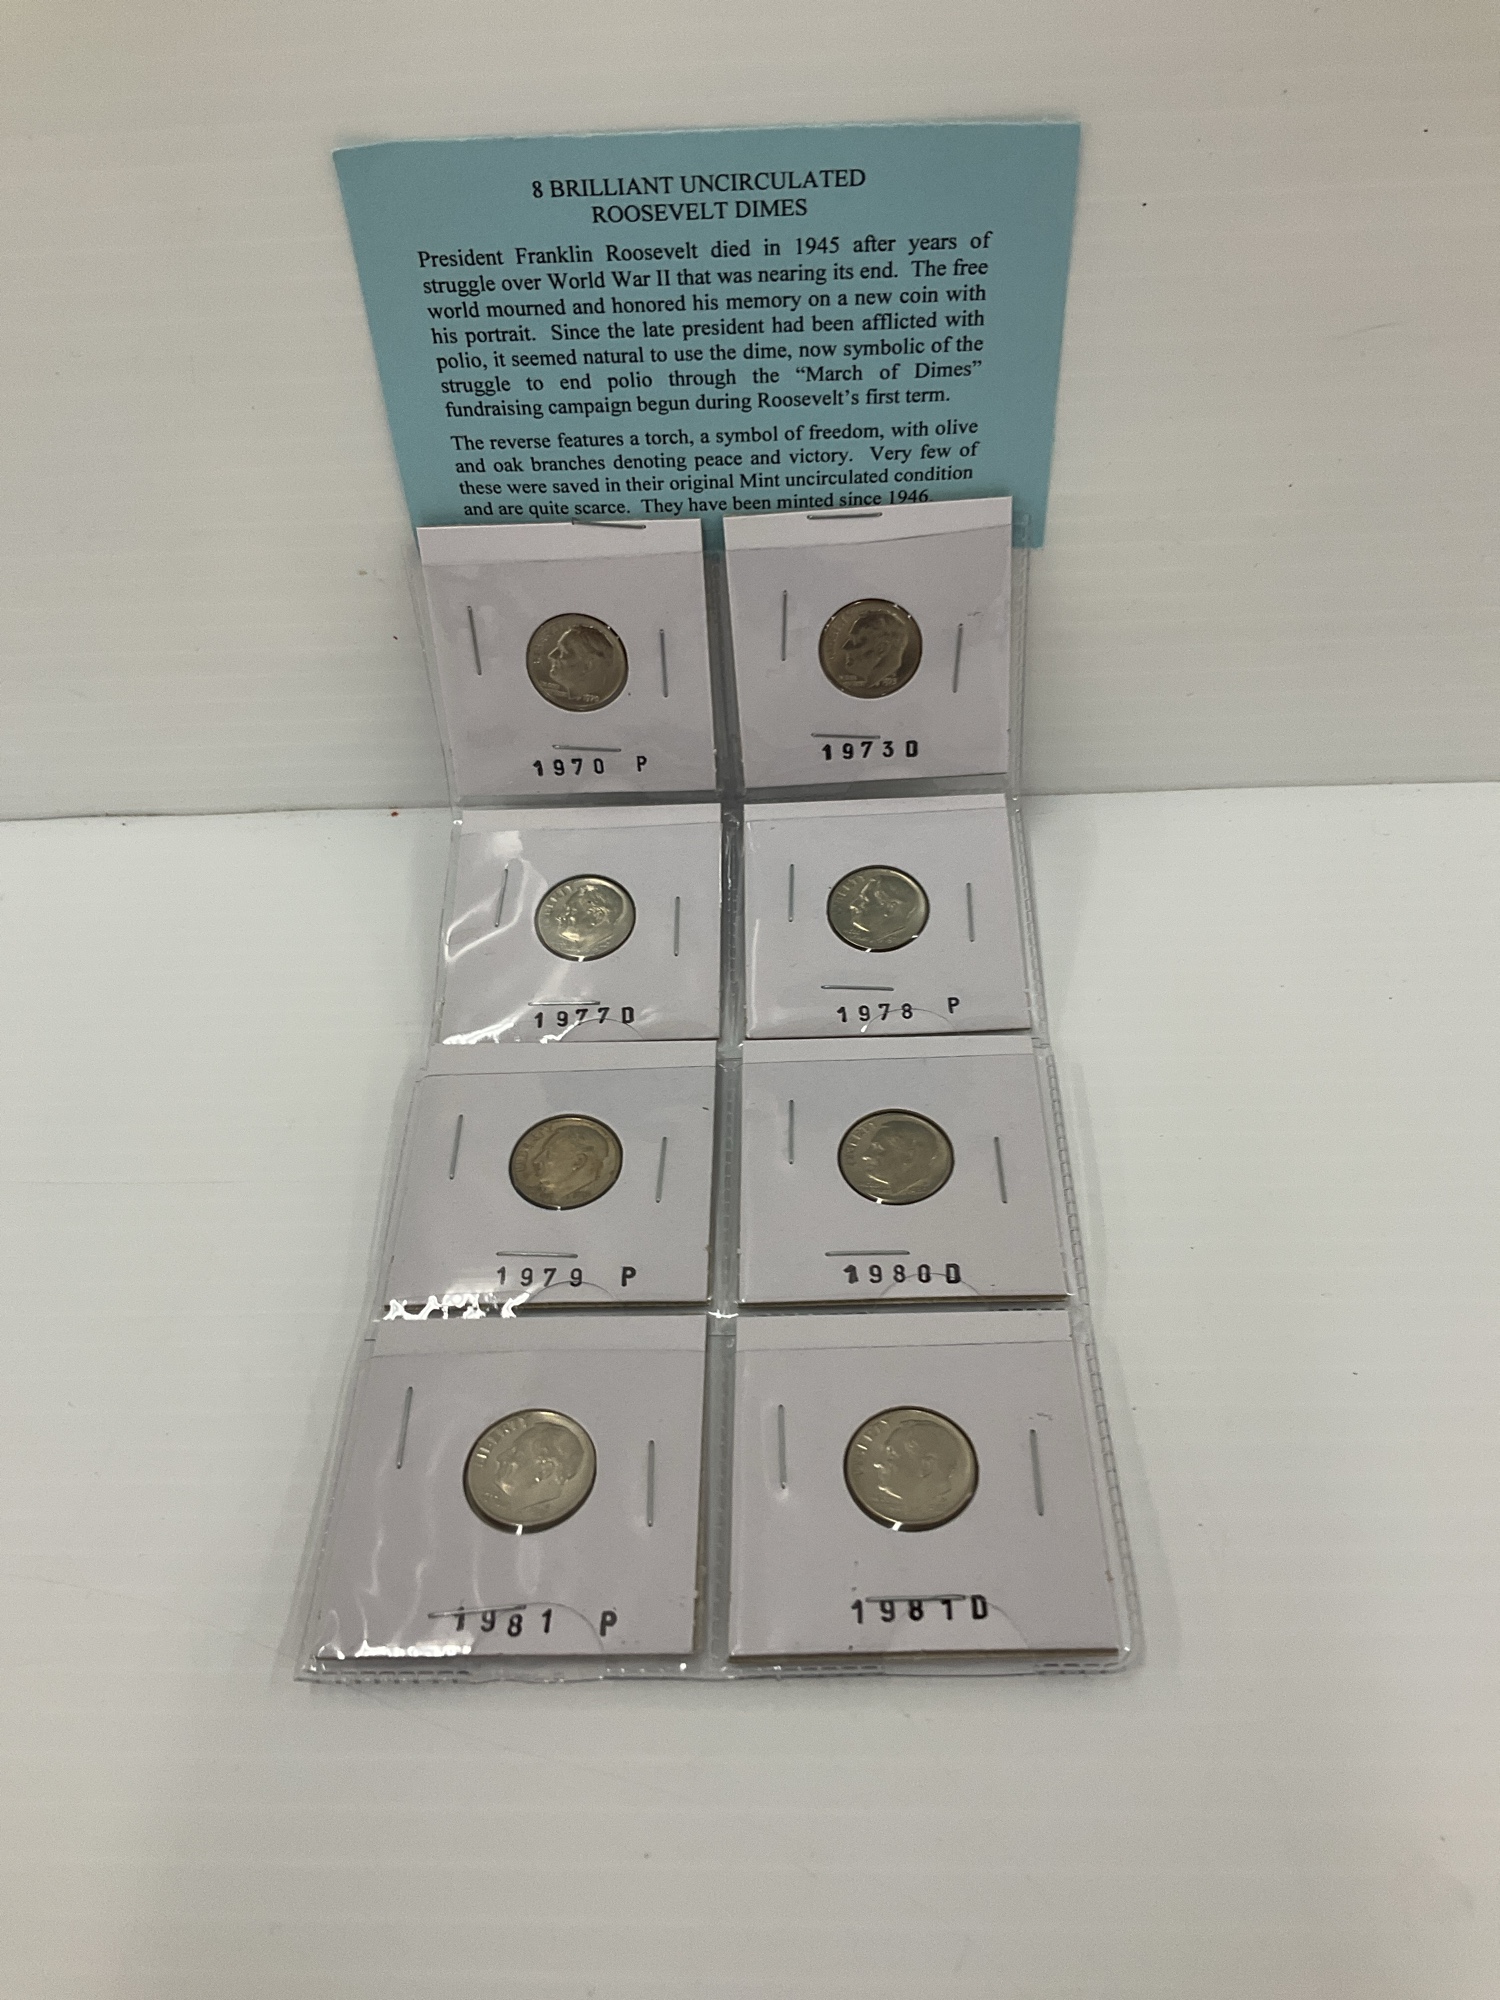 8 BRILLIANT UNCIRCULATED
ROOSEVELT DIMES
President Franklin Roosevelt died in 1945 after years of
struggle over World War II that was nearing its end. The free
world mourned and honored his memory on a new coin with
his portrait. Since the late president had been afflicted with
polio, it seemed natural to use the dime, now symbolic of the
struggle to end polio through the “March of Dimes”
fundraising campaign begun during Roosevelt’s first term.
The reverse features a torch, a symbol of freedom, with olive
and oak branches denoting peace and victory. Very few of
these were saved in their original Mint uncirculated condition
and are quite scarce. They have been minted since 1946.
1970 P
1973D
1977D
1978 P
1979 P
1980D
1981 P
1981D